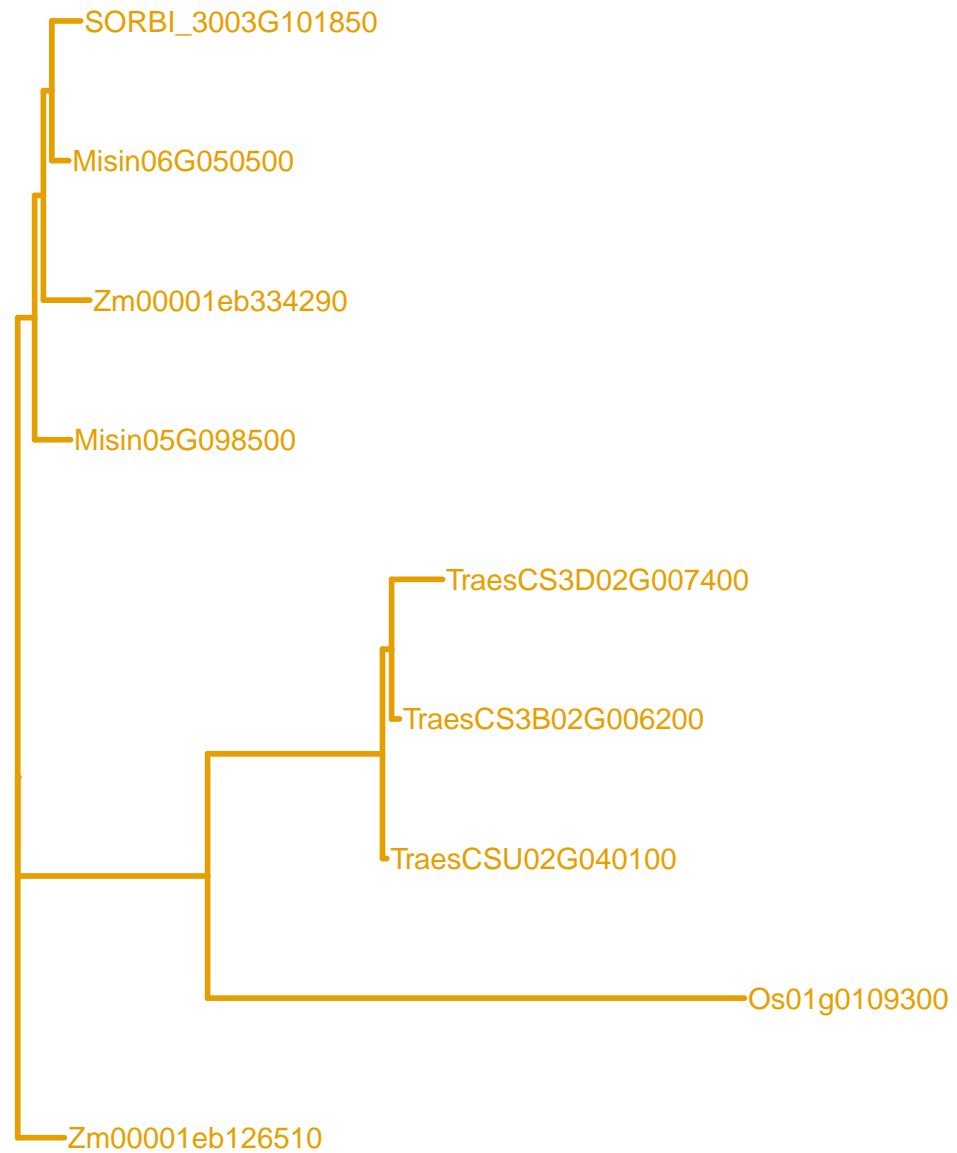 SORBI_3003G101850
Misin06G050500
Zm00001eb334290
Misin05G098500
TraesCS3D02G007400
TraesCS3B02G006200
TraesCSU02G040100
Os01g0109300
Zm00001eb126510